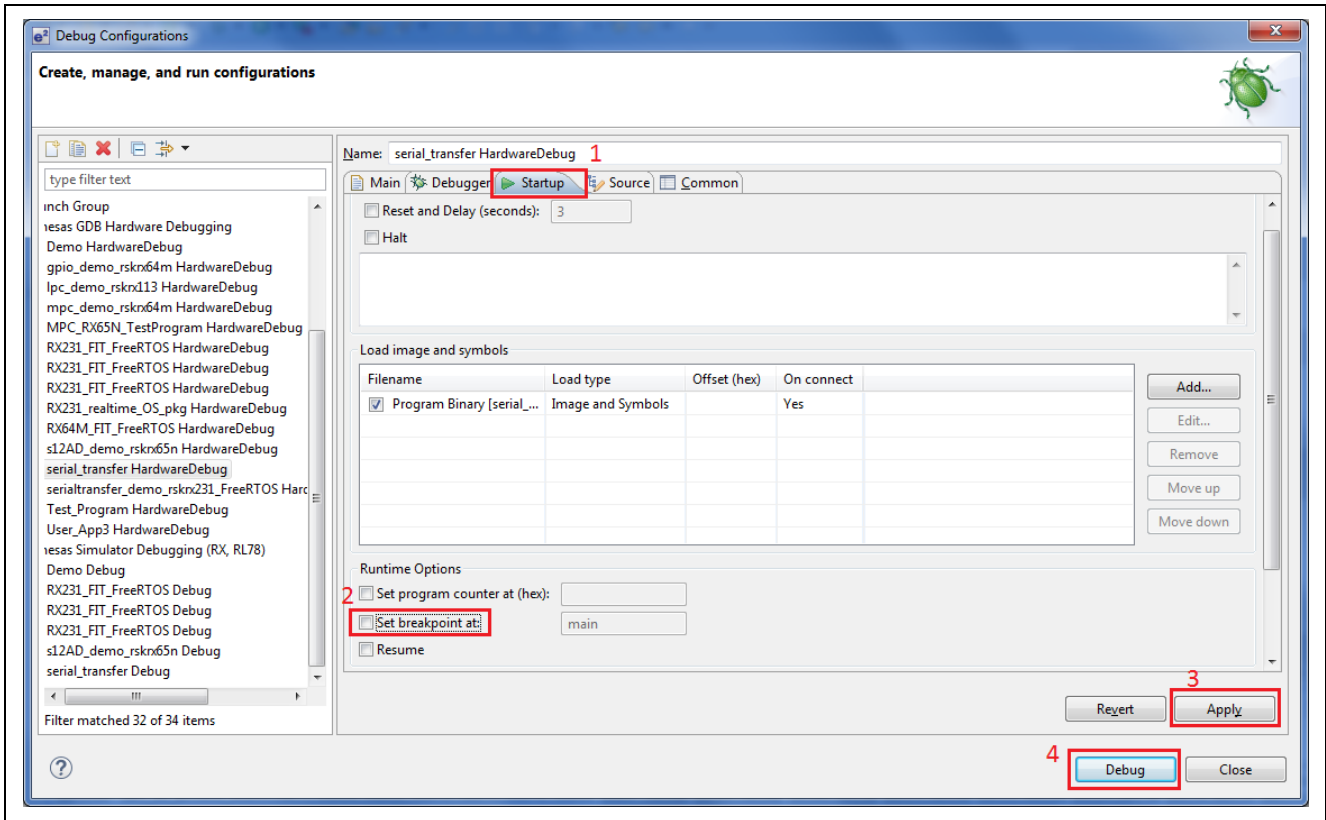 e² Debug Configurations
Create, manage, and run configurations
type filter text
unch Group
nesas GDB Hardware Debugging
Demo HardwareDebug
gpio_demo_rskrx64m HardwareDebug
lpc_demo_rskrx113 HardwareDebug
mpc_demo_rskrx64m HardwareDebug
MPC_RX65N_TestProgram HardwareDebug
RX231_FIT_FreeRTOS HardwareDebug
RX231_FIT_FreeRTOS HardwareDebug
RX231_FIT_FreeRTOS HardwareDebug
RX231_realtime_OS_pkg HardwareDebug
RX64M_FIT_FreeRTOS HardwareDebug
s12AD_demo_rskrx65n HardwareDebug
serial_transfer HardwareDebug
serialtransfer_demo_rskrx231_FreeRTOS Hard
Test_Program HardwareDebug
User_App3 HardwareDebug
nesas Simulator Debugging (RX, RL78)
Demo Debug
RX231_FIT_FreeRTOS Debug
RX231_FIT_FreeRTOS Debug
RX231_FIT_FreeRTOS Debug
s12AD_demo_rskrx65n Debug
serial_transfer Debug
Filter matched 32 of 34 items
Name: serial_transfer HardwareDebug 1
Main Debugger Startup Source Common
Reset and Delay (seconds): 3
Halt
Load image and symbols
Filename Load type Offset (hex) On connect
Program Binary [serial_... Image and Symbols Yes
Add...
Edit...
Remove
Move up
Move down
Runtime Options
2 Set program counter at (hex):
Set breakpoint at: main
Resume
3
Revert Apply
4
Debug Close